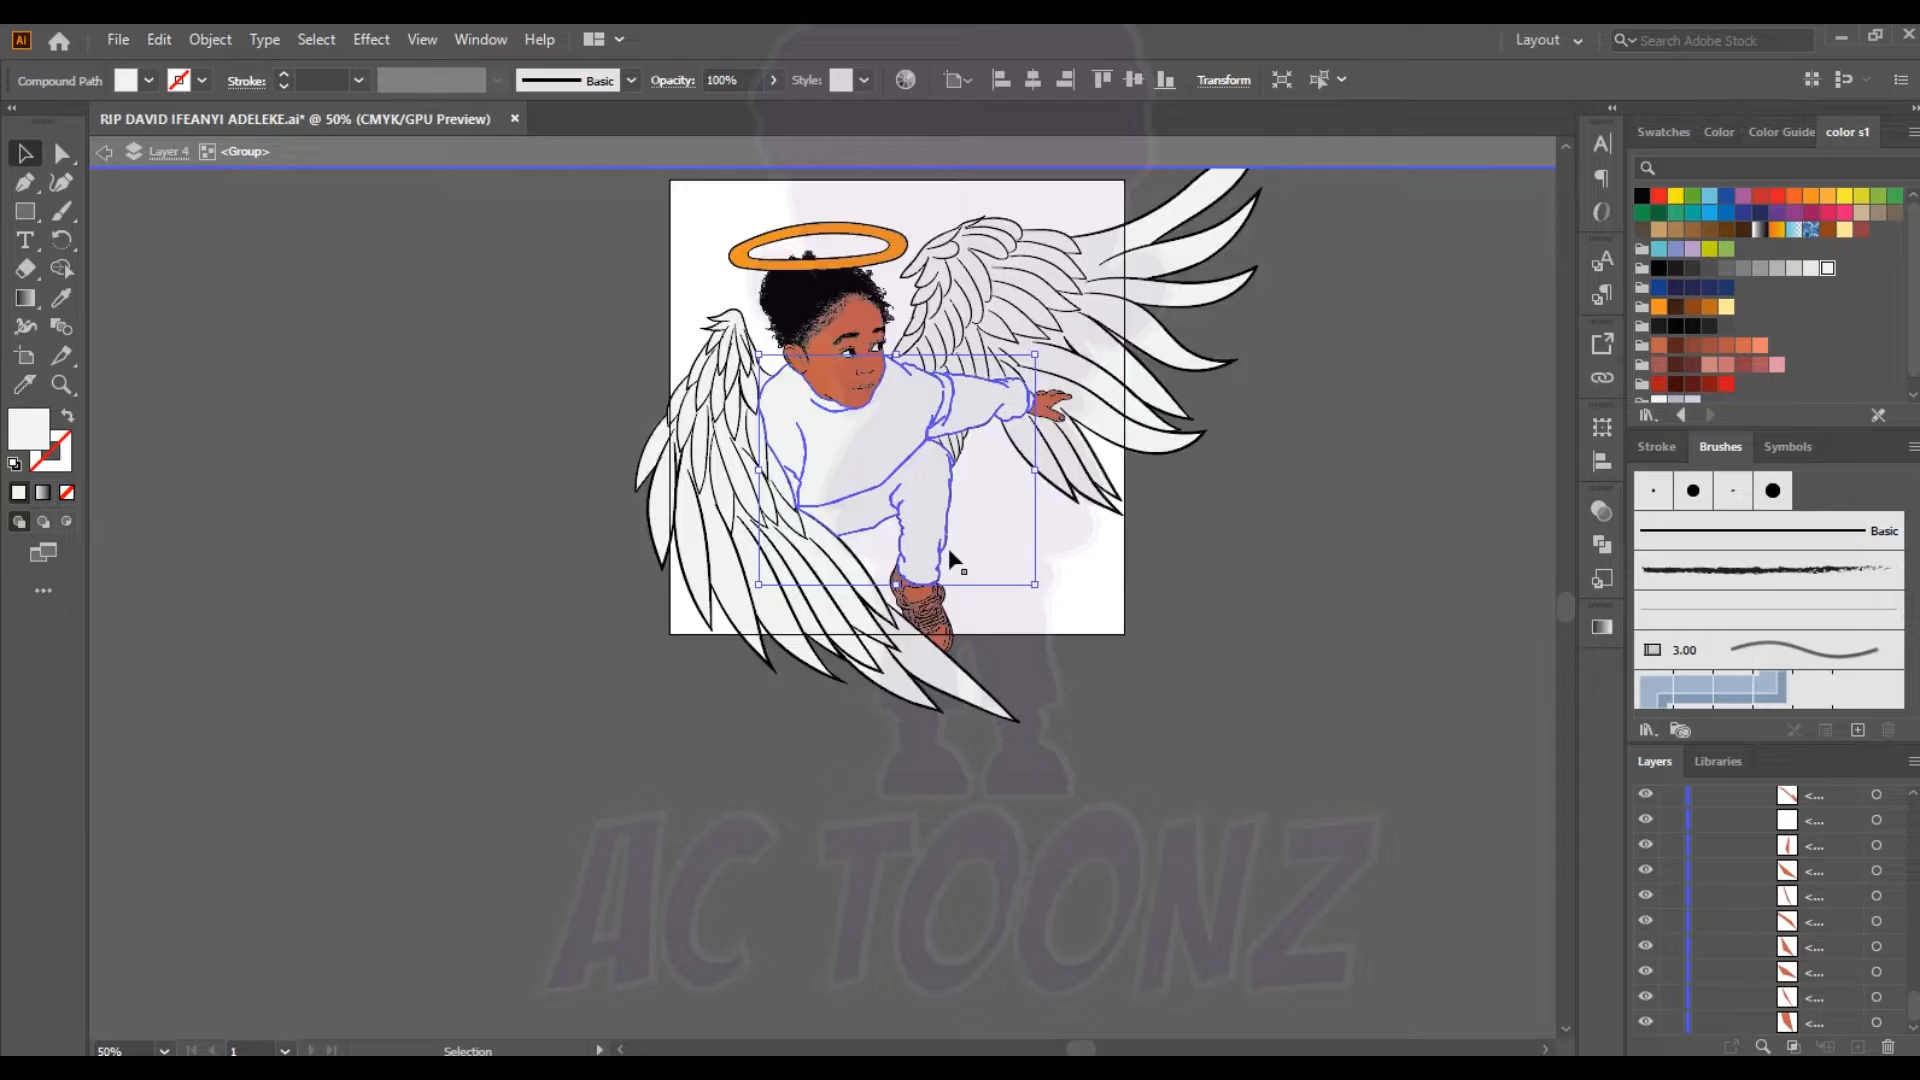 Ai File Edit Object Type Select Effect View Window Help Layout Search Adobe Stock
Compound Path Stroke: Basic Opacity: 100% Style: Transform
RIP DAVID IFEANYI ADELEKE.ai* @ 50% (CMYK/GPU Preview) ×
Layer 4 <Group>
Swatches Color Color Guide color s1
Stroke Brushes Symbols
Basic
3.00
Layers Libraries
<...
<...
<...
<...
<...
<...
<...
<...
<...
<...
AC TOONZ
50% 1 Selection